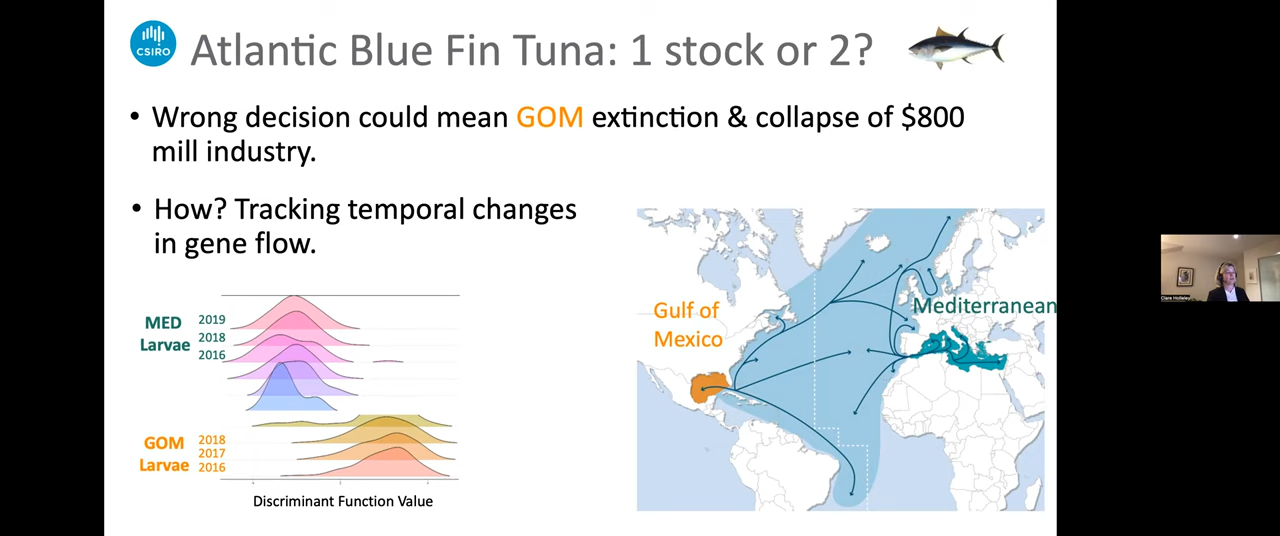 CSIRO
Atlantic Blue Fin Tuna: 1 stock or 2?
• Wrong decision could mean GOM extinction & collapse of $800
mill industry.
• How? Tracking temporal changes
in gene flow.
MED
Larvae
2019
2018
2016
GOM
Larvae
2018
2017
2016
Discriminant Function Value
Gulf of
Mexico
Mediterranean
Clare Holleley